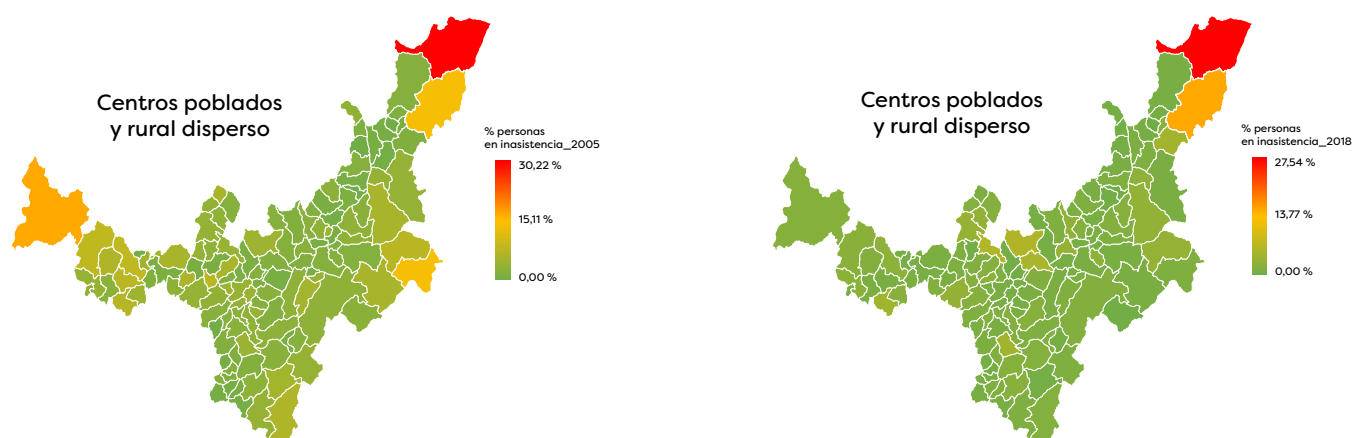 Centros poblados
y rural disperso
% personas
en inasistencia_2005
30,22 %
15,11 %
0,00 %
Centros poblados
y rural disperso
% personas
en inasistencia_2018
27,54 %
13,77 %
0,00 %